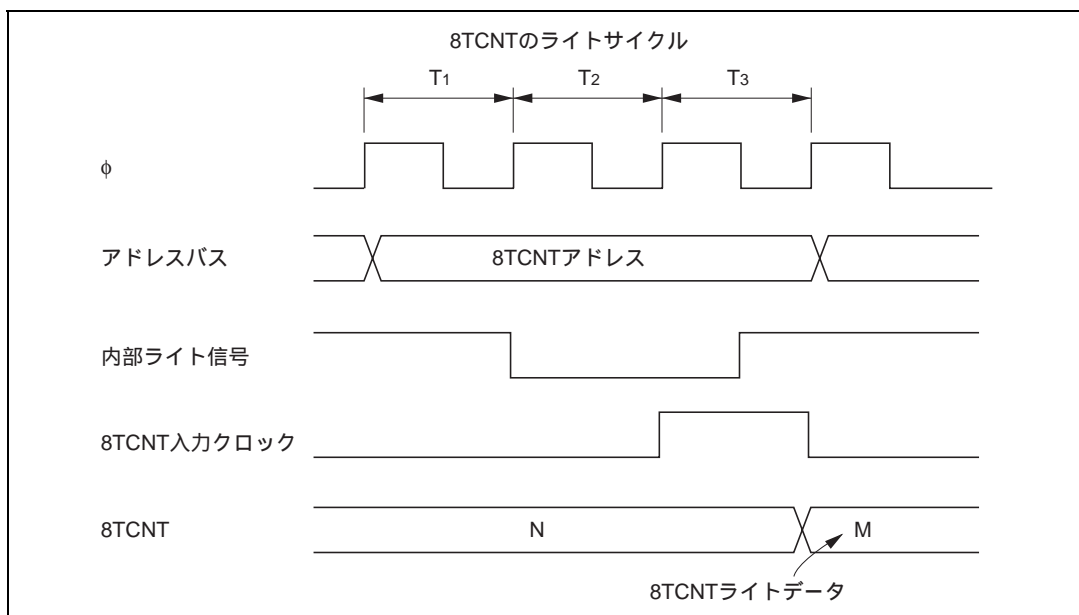 8TCNTのライトサイクル
T1 T2 T3
φ
アドレスバス 8TCNTアドレス
内部ライト信号
8TCNT入力クロック
8TCNT N M
8TCNTライトデータ